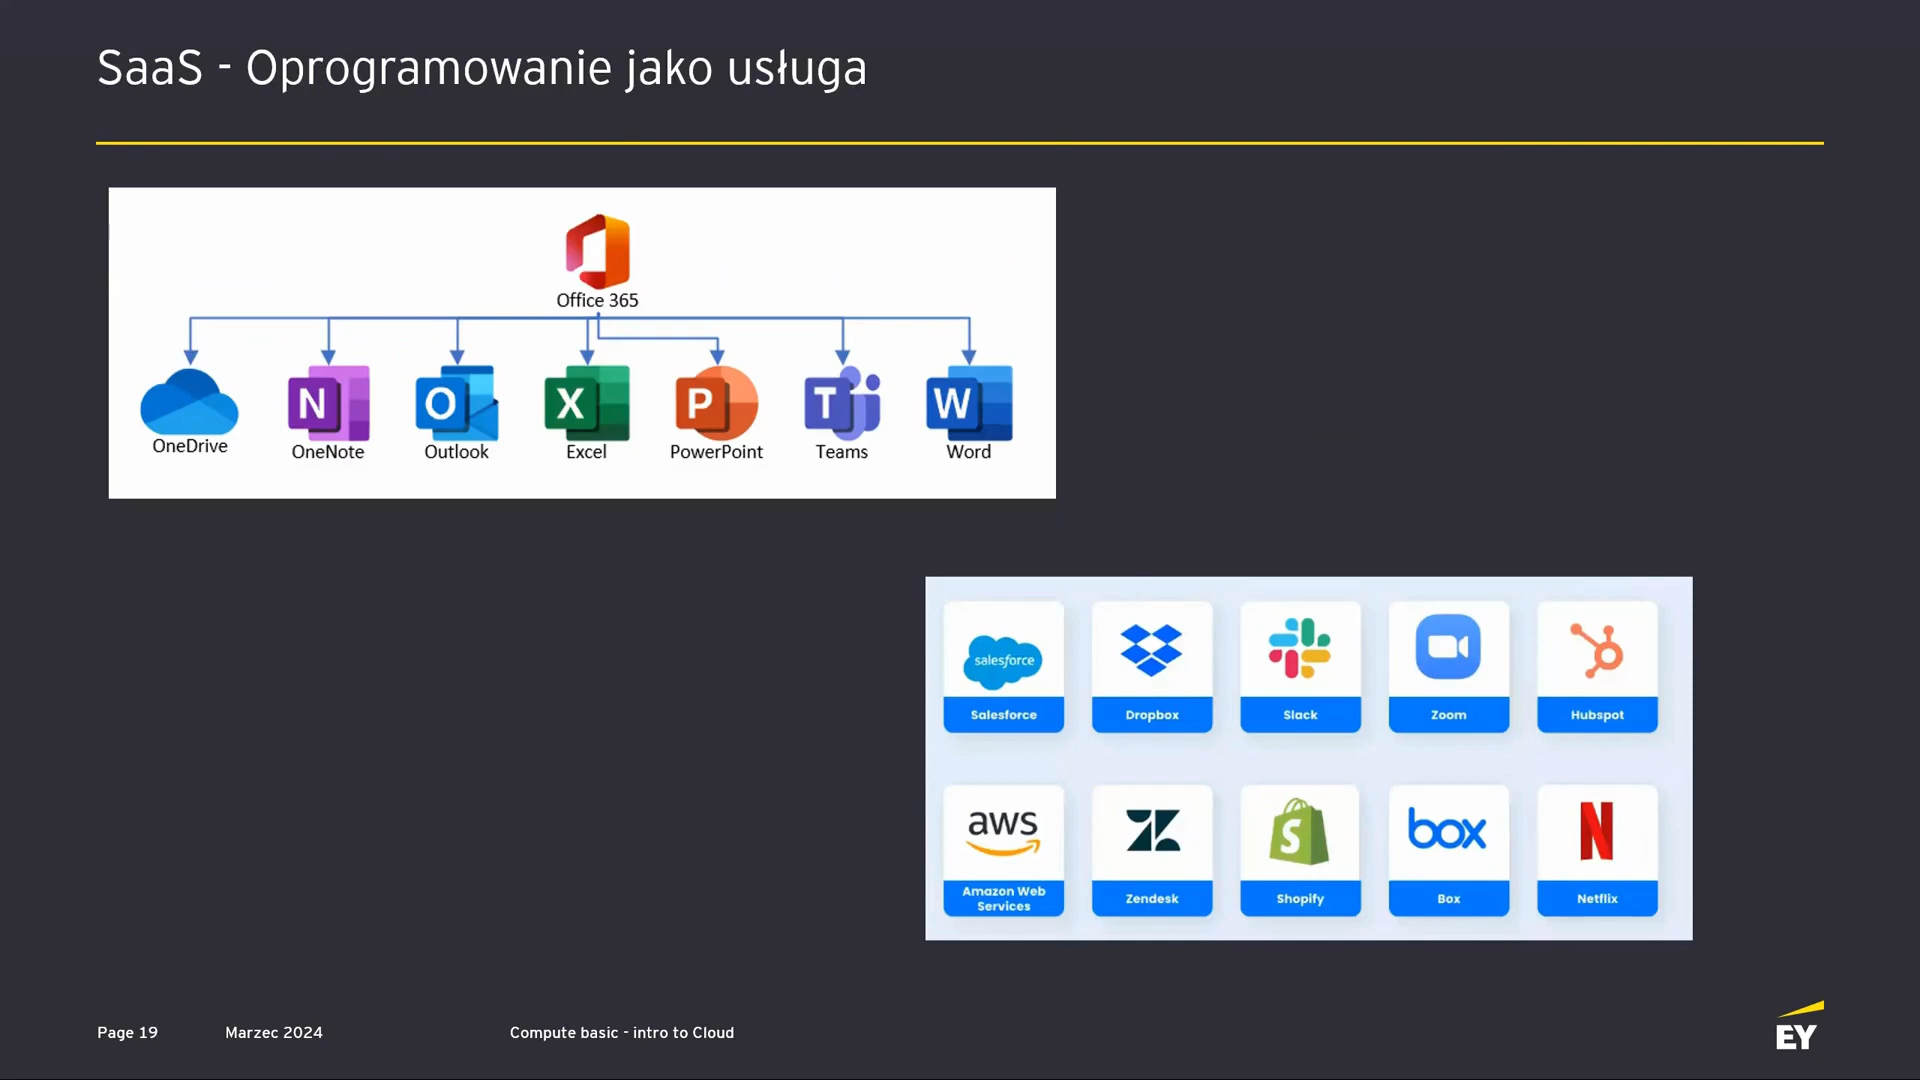 SaaS - Oprogramowanie jako usługa
Office 365
OneDrive
OneNote
Outlook
Excel
PowerPoint
Teams
Word
N
O
X
P
T
W
salesforce
Salesforce
Dropbox
Slack
Zoom
Hubspot
aws
S
box
N
Amazon Web
Services
Zendesk
Shopify
Box
Netflix
Page 19
Marzec 2024
Compute basic - intro to Cloud
EY